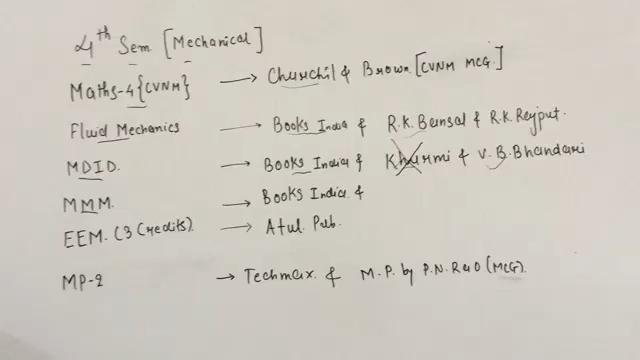 4th Sem [Mechanical]
Maths-4 {CVNM} → Churchil & Brown [CVNM MCG]
Fluid Mechanics → Books India & R.K. Bansal & R.K. Rajput.
MDID. → Books India & Khurmi & V.B. Bhandari
MMM. → Books India &
EEM. (3 Credits) → Atul Pub.
MP-2 → Techmax. & M.P. by P.N. RaO (MCG).